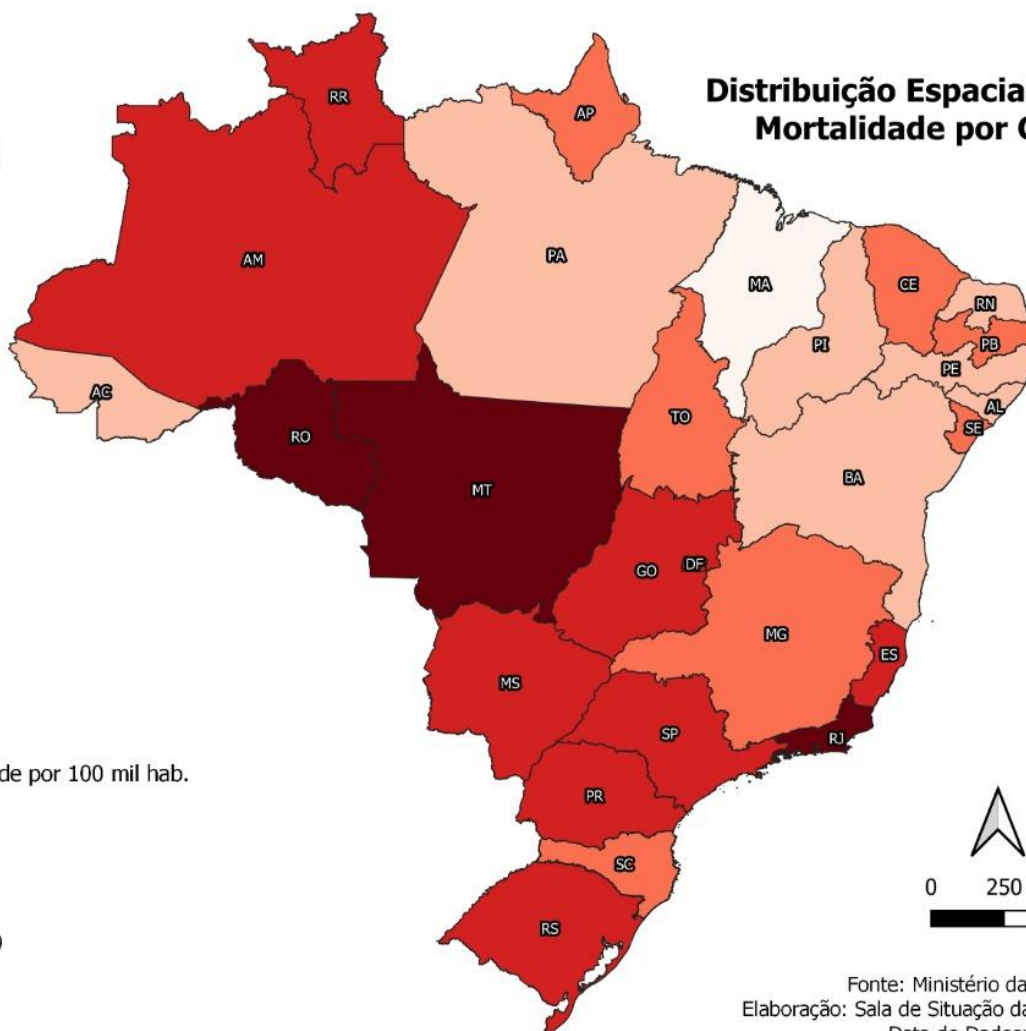 Distribuição Espacia
Mortalidade por
RR
AP
AM
PA
MA
CE
RN
PB
PI
PE
AC
AL
TO
SE
RO
BA
MT
GO
DF
MG
ES
MS
SP
RJ
de por 100 mil hab.
PR
SC
0 250
RS
Fonte: Ministério da
Elaboração: Sala de Situação da